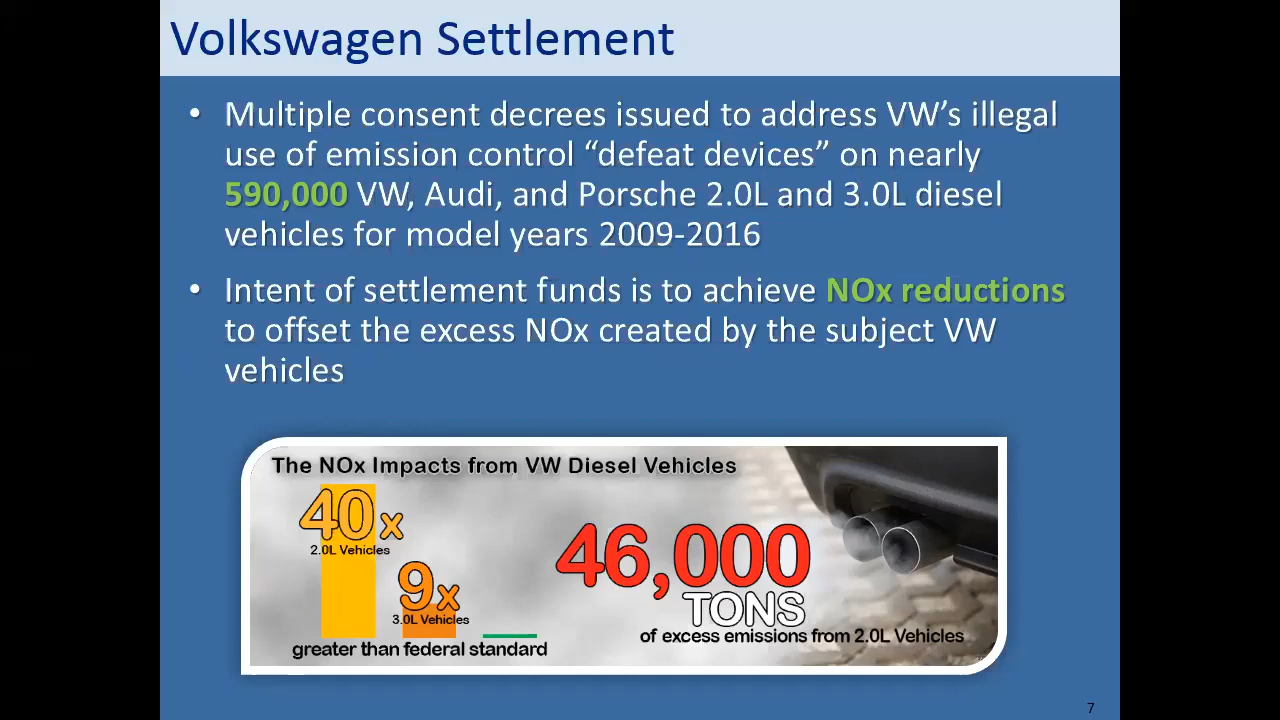 Volkswagen Settlement
• Multiple consent decrees issued to address VW’s illegal
use of emission control “defeat devices” on nearly
590,000 VW, Audi, and Porsche 2.0L and 3.0L diesel
vehicles for model years 2009-2016
• Intent of settlement funds is to achieve NOx reductions
to offset the excess NOx created by the subject VW
vehicles
The NOx Impacts from VW Diesel Vehicles
40x
2.0L Vehicles
9x
3.0L Vehicles
greater than federal standard
46,000
TONS
of excess emissions from 2.0L Vehicles
7